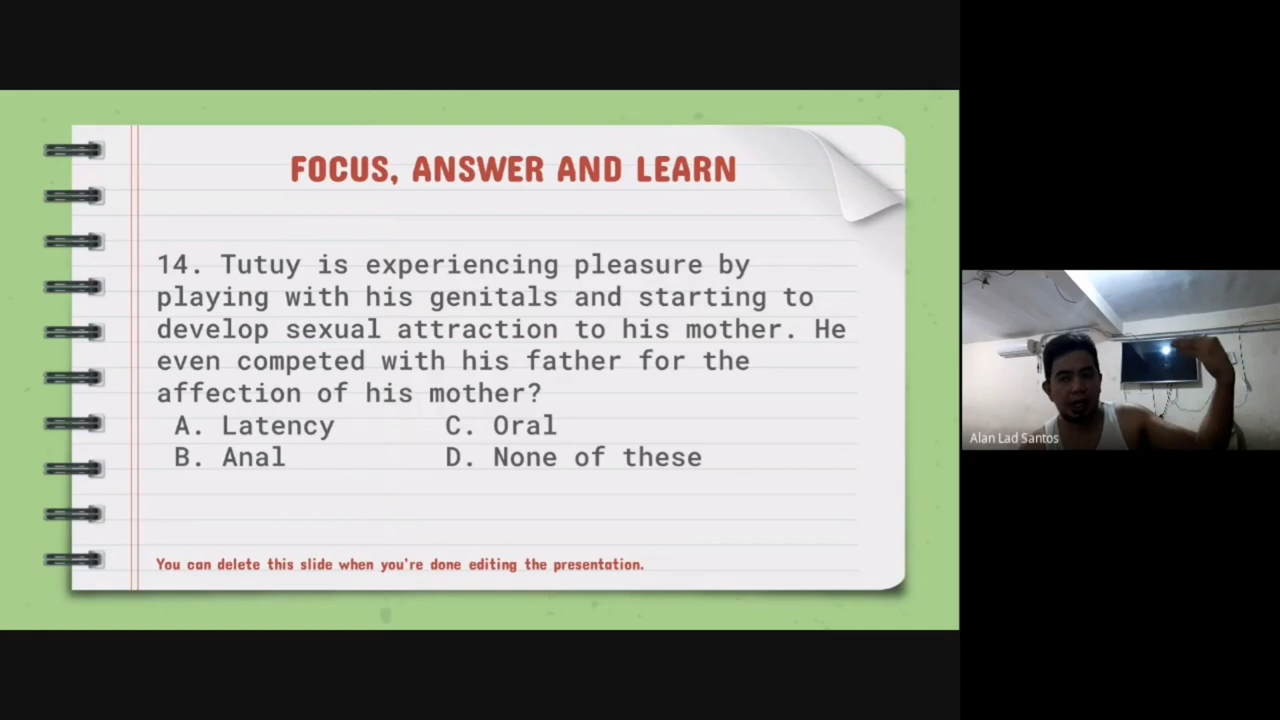 FOCUS, ANSWER AND LEARN
14. Tutuy is experiencing pleasure by
playing with his genitals and starting to
develop sexual attraction to his mother. He
even competed with his father for the
affection of his mother?
A. Latency C. Oral
B. Anal D. None of these
You can delete this slide when you're done editing the presentation.
Alan Lad Santos